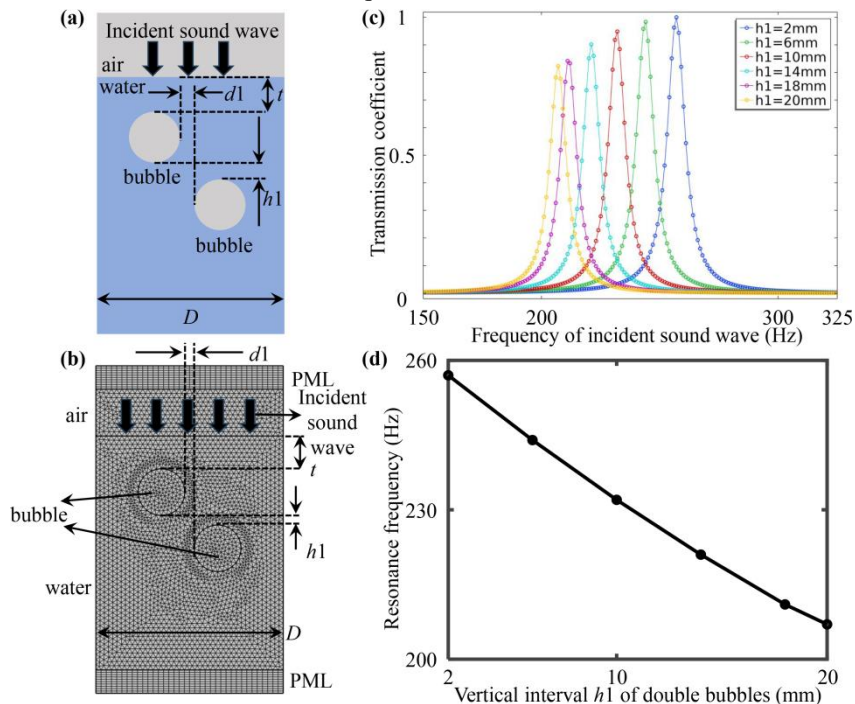 (a)
Incident sound wave
air
water
d1
t
bubble
h1
bubble
D
(b)
d1
PML
air
Incident
sound
wave
t
bubble
h1
water
D
PML
(c)
Transmission coefficient
1
0.5
0
150
200
300
325
Frequency of incident sound wave (Hz)
h1=2mm
h1=6mm
h1=10mm
h1=14mm
h1=18mm
h1=20mm
(d)
Resonance frequency (Hz)
260
230
200
2
10
20
Vertical interval h1 of double bubbles (mm)